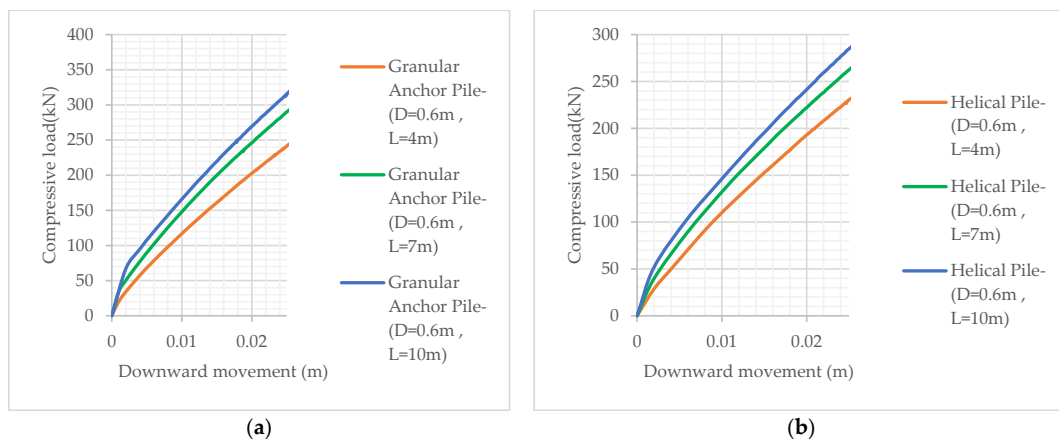 400
350
300
250
200
150
100
50
0
Compressive load(kN)
0
0.01
0.02
Downward movement (m)
Granular
Anchor Pile-
(D=0.6m ,
L=4m)
Granular
Anchor Pile-
(D=0.6m ,
L=7m)
Granular
Anchor Pile-
(D=0.6m ,
L=10m)
(a)
300
250
200
150
100
50
0
Compressive load(kN)
0
0.01
0.02
Downward movement (m)
Helical Pile-
(D=0.6m ,
L=4m)
Helical Pile-
(D=0.6m ,
L=7m)
Helical Pile-
(D=0.6m ,
L=10m)
(b)